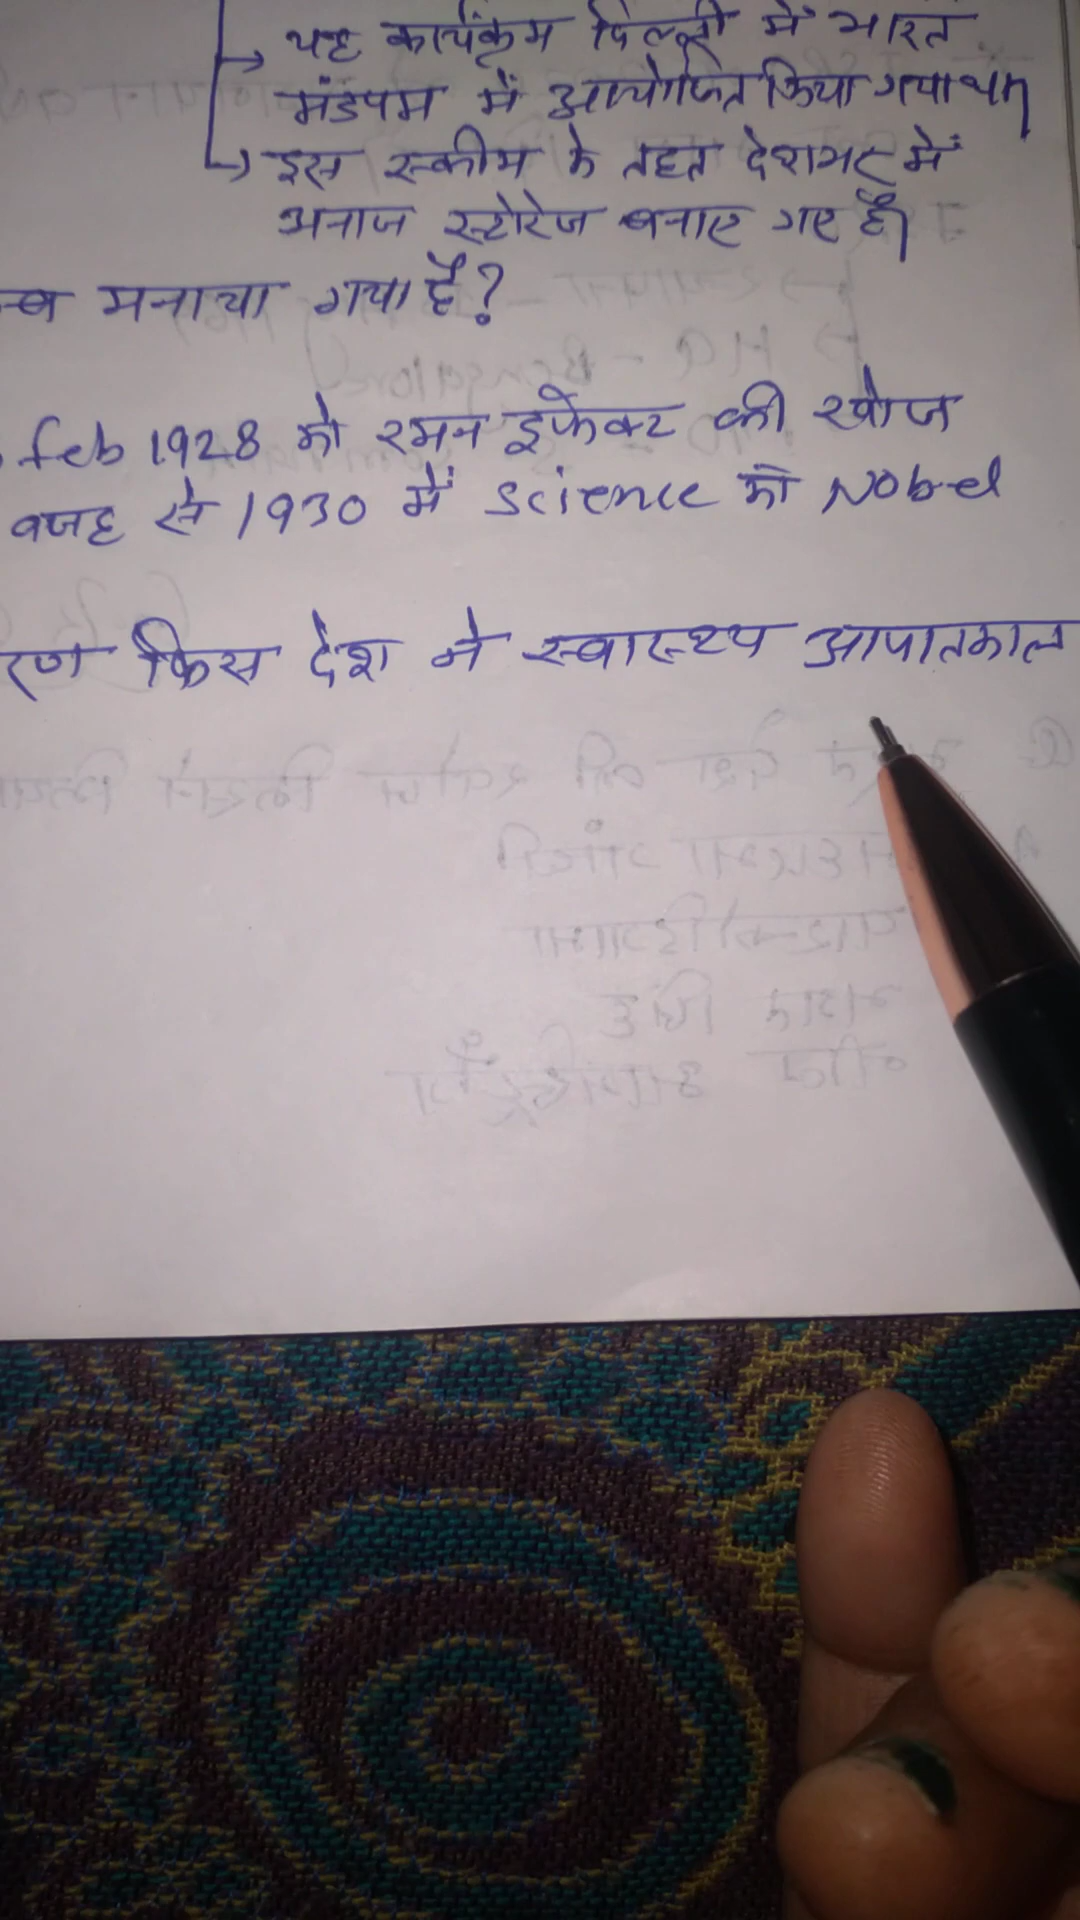 यह कार्यक्रम दिल्ली में भारत
मंडपम में आयोजित किया गया था
इस स्कीम के तहत देशभर में
अनाज स्टोरेज बनाए गए है।
मनाया गया है?
feb 1928 को रमन इफेक्ट की खोज
वजह से 1930 में Science को Nobel
रण किस देश ने स्वास्थ्य आपातकाल